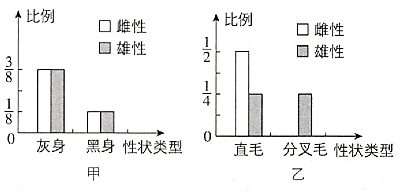 比例
雌性
雄性
3/8
1/8
0
灰身 黑身 性状类型
甲
比例
雌性
雄性
1/2
1/4
0
直毛 分叉毛 性状类型
乙